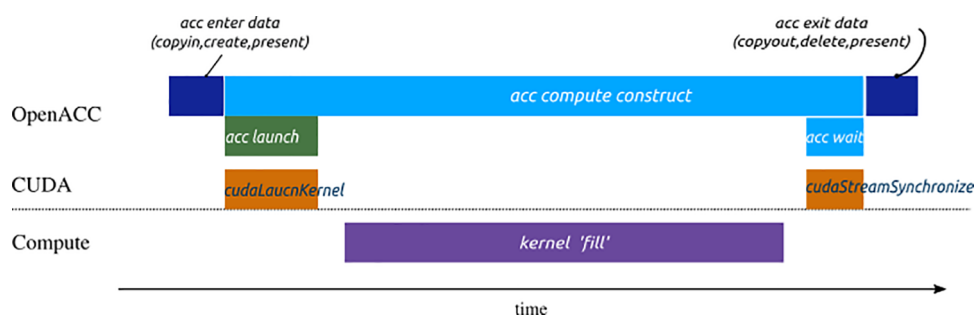 acc enter data
(copyin,create,present)
acc exit data
(copyout,delete,present)
OpenACC
acc compute construct
acc launch
acc wait
CUDA
cudaLaucnKernel
cudaStreamSynchronize
Compute
kernel 'fill'
time